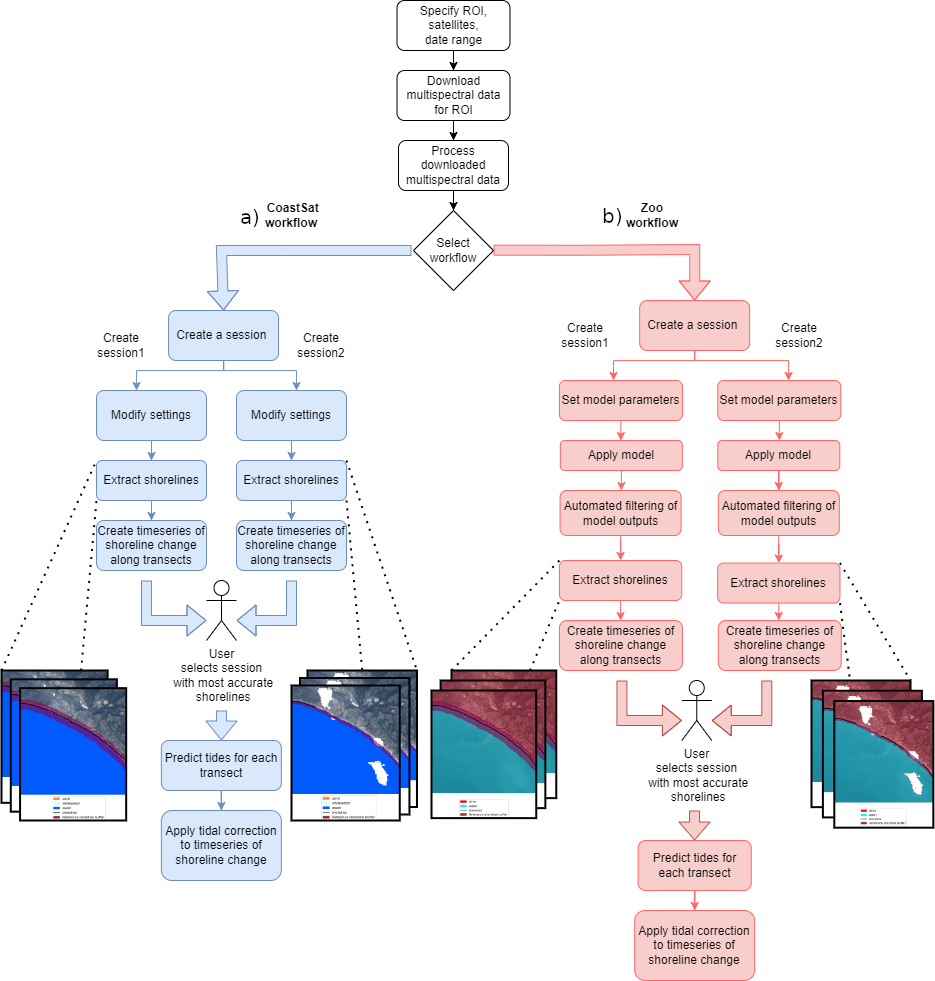 Specify ROI,
satellites,
date range
Download
multispectral data
for ROI
Process
downloaded
multispectral data
Select
workflow
a) CoastSat
workflow
b) Zoo
workflow
Create a session
Create
session1
Create
session2
Modify settings
Modify settings
Extract shorelines
Extract shorelines
Create timeseries of
shoreline change
along transects
Create timeseries of
shoreline change
along transects
User
selects session
with most accurate
shorelines
Predict tides for each
transect
Apply tidal correction
to timeseries of
shoreline change
Create a session
Create
session1
Create
session2
Set model parameters
Set model parameters
Apply model
Apply model
Automated filtering of
model outputs
Automated filtering of
model outputs
Extract shorelines
Extract shorelines
Create timeseries of
shoreline change
along transects
Create timeseries of
shoreline change
along transects
User
selects session
with most accurate
shorelines
Predict tides for
each transect
Apply tidal correction
to timeseries of
shoreline change